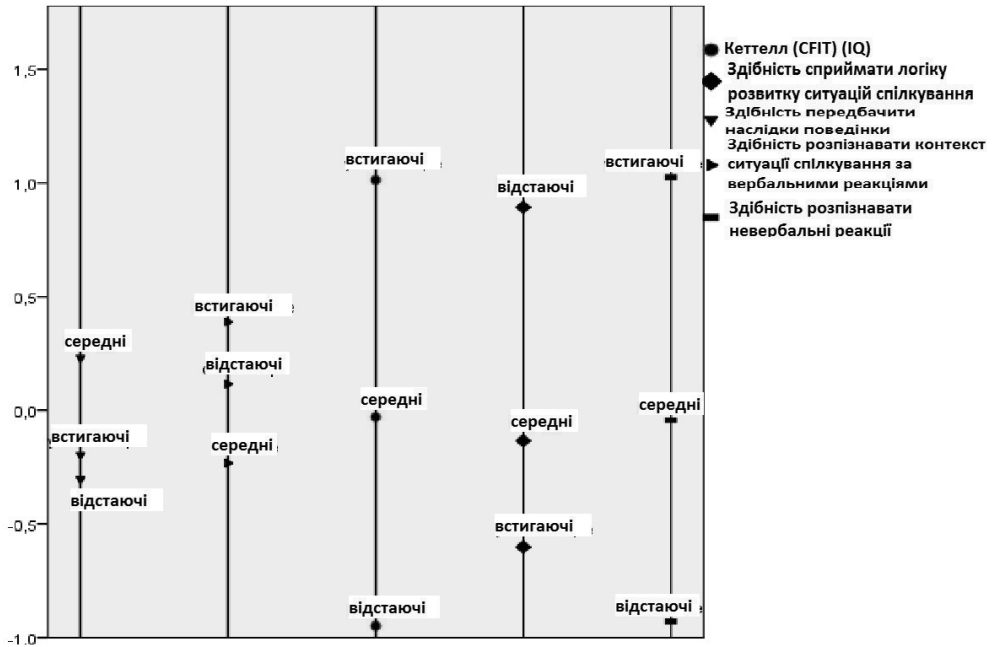 1,5
1,0
0,5
0,0
-0,5
-1,0
середні
встигаючі
відстаючі
встигаючі
відстаючі
середні
встигаючі
середні
відстаючі
відстаючі
середні
встигаючі
встигаючі
середні
відстаючі
Кеттелл (CFIT) (IQ)
Здібність сприймати логіку
розвитку ситуацій спілкування
Здібність передбачити
наслідки поведінки
Здібність розпізнавати контекст
ситуації спілкування за
вербальними реакціями
Здібність розпізнавати
невербальні реакції